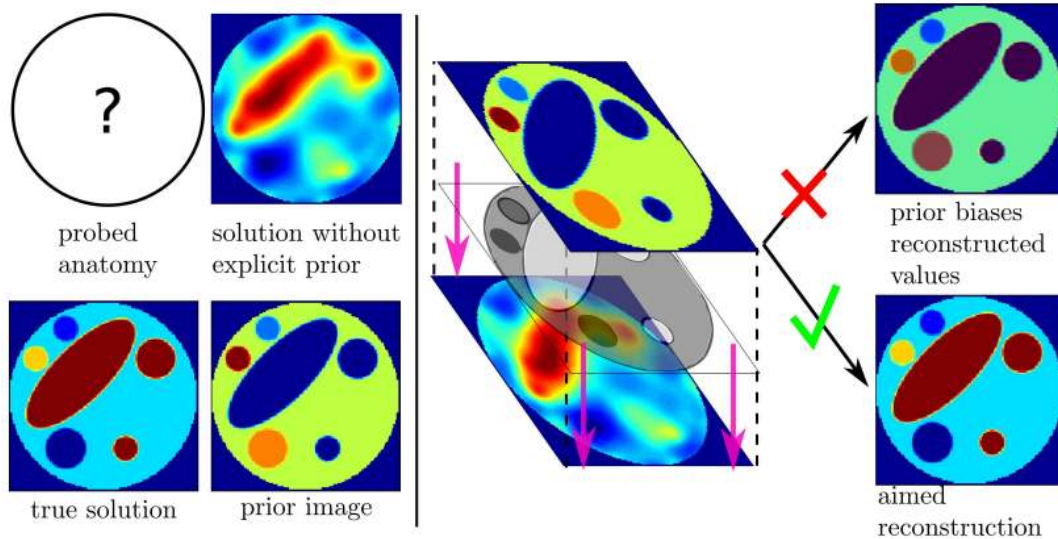 ?
probed
anatomy
solution without
explicit prior
true solution
prior image
prior biases
reconstructed
values
aimed
reconstruction